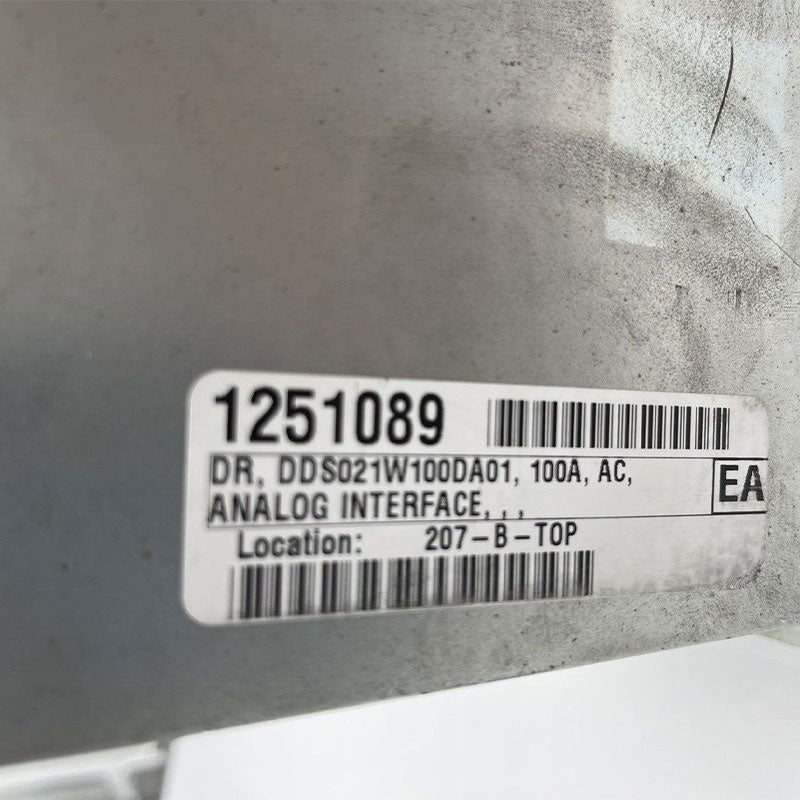 1251089
DR, DDS021W100DA01, 100A, AC,
ANALOG INTERFACE, , ,
EA
Location: 207-B-TOP